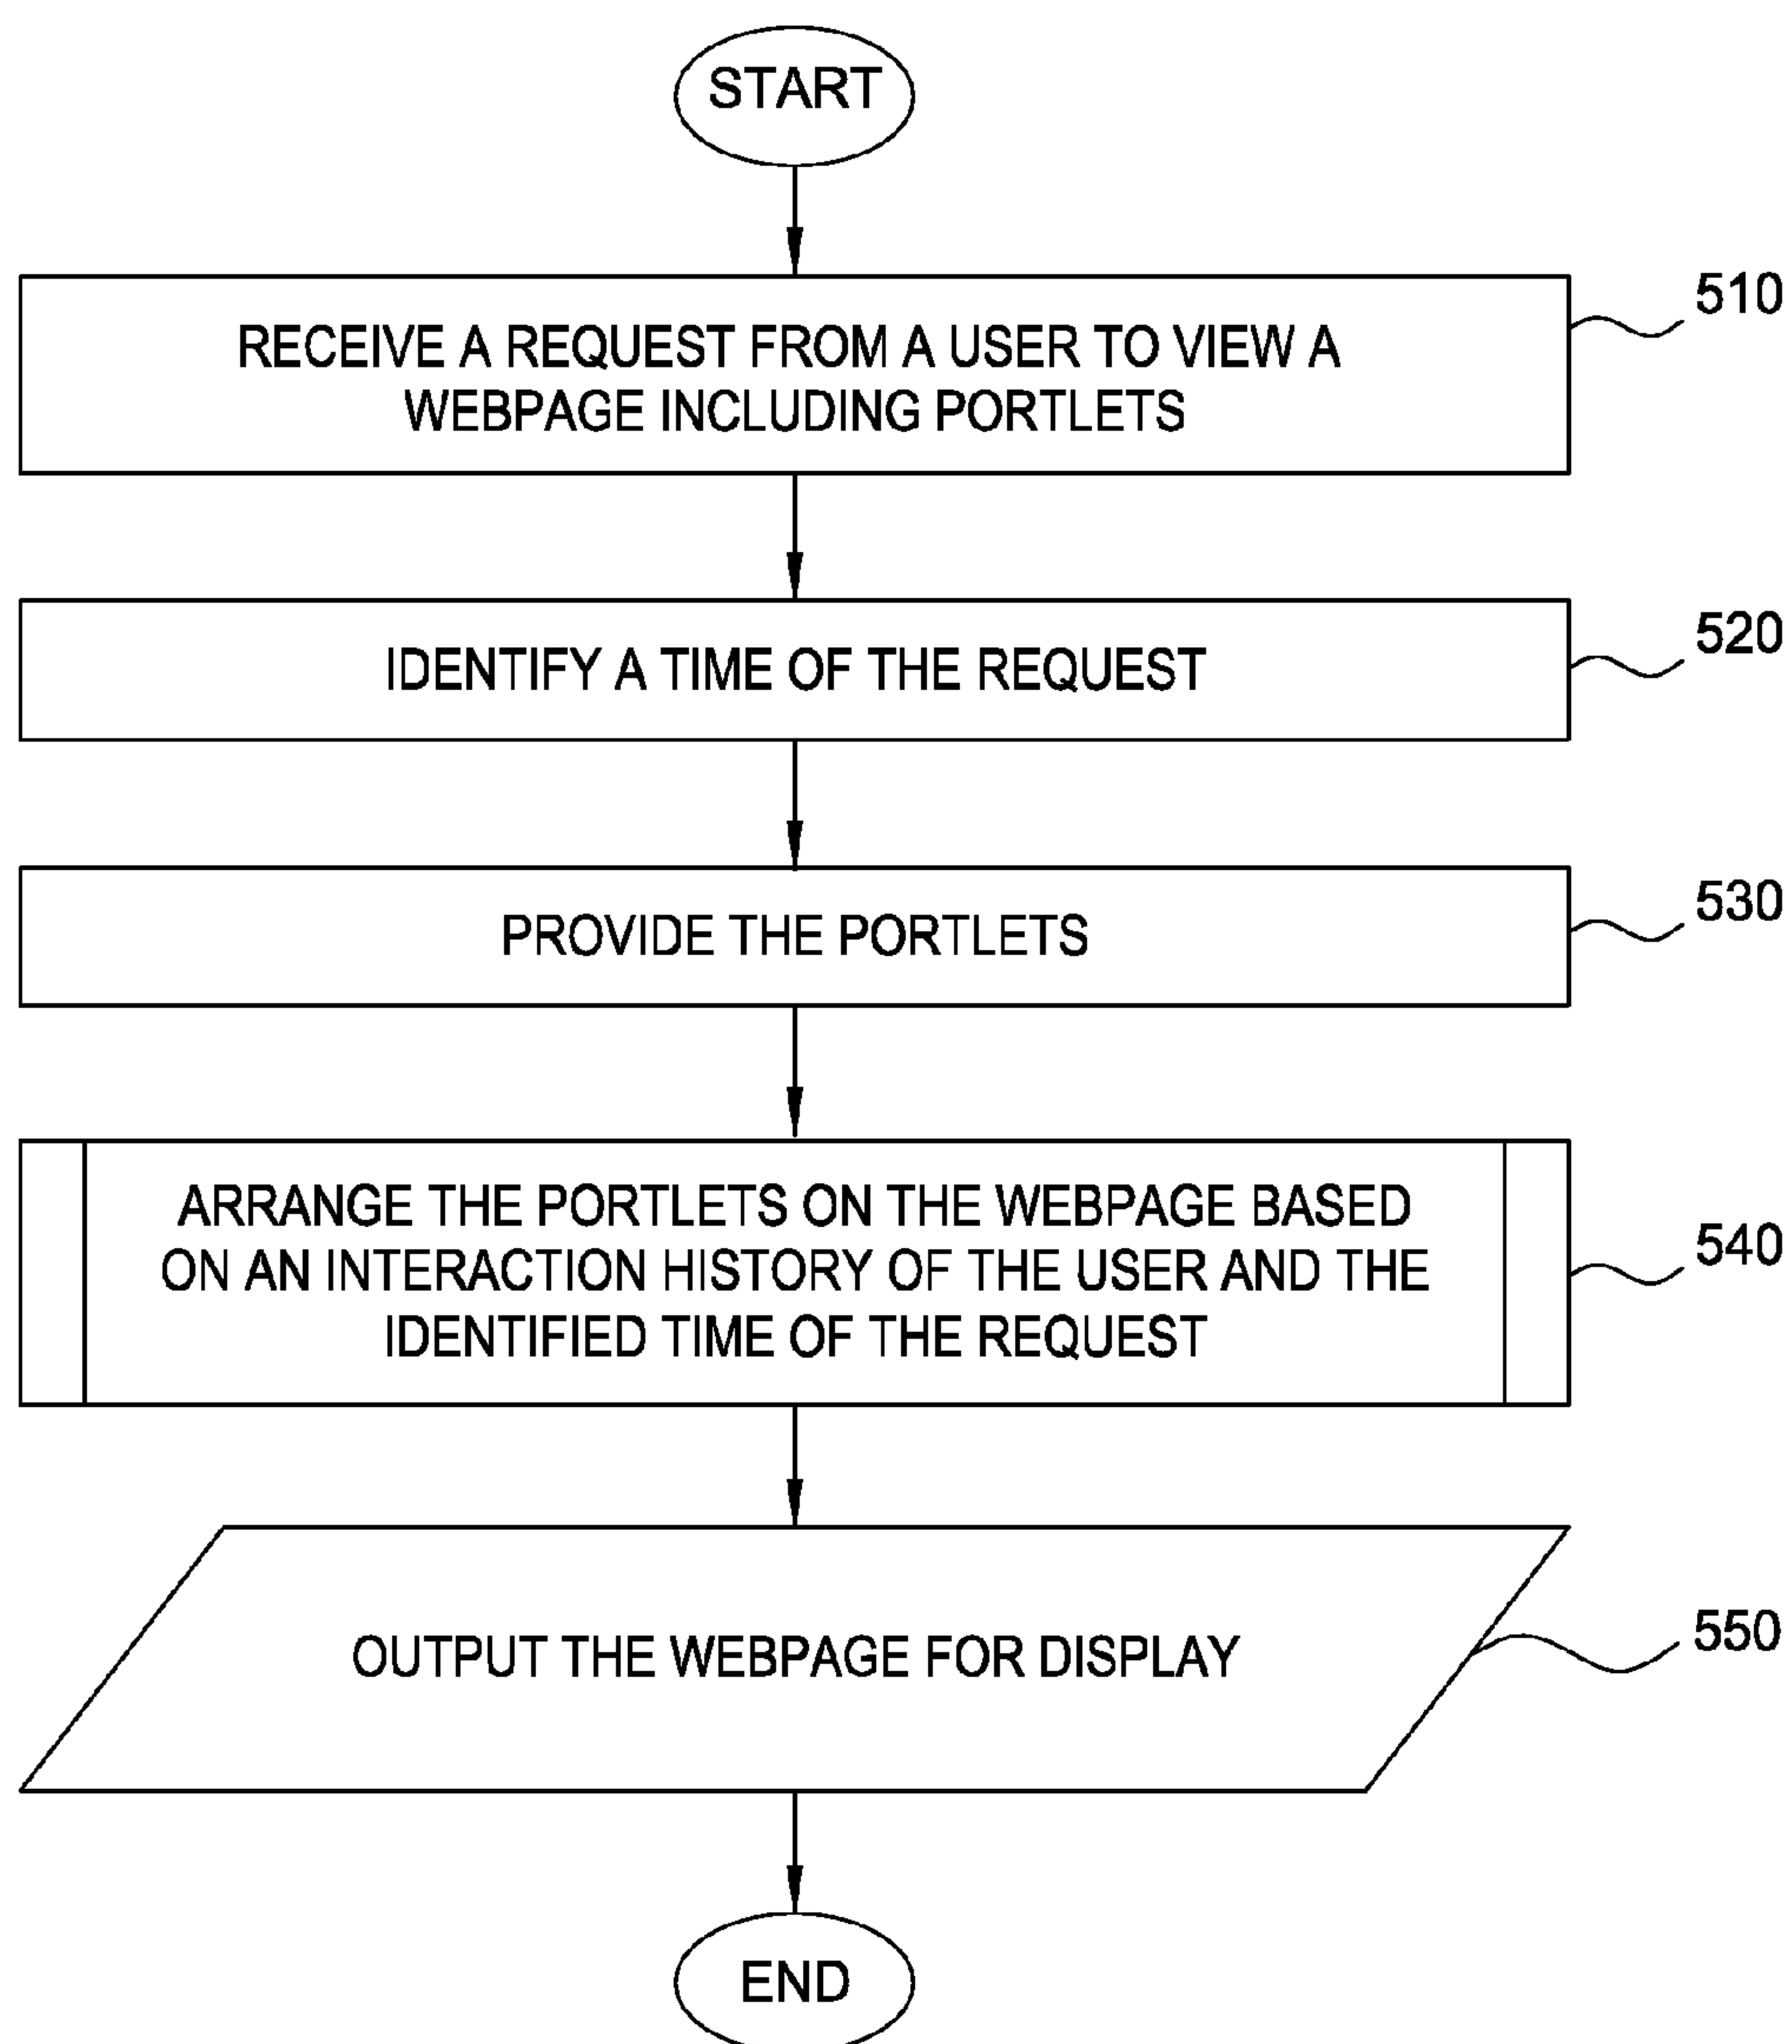 START
510
RECEIVE A REQUEST FROM A USER TO VIEW A
WEBPAGE INCLUDING PORTLETS
520
IDENTIFY A TIME OF THE REQUEST
530
PROVIDE THE PORTLETS
540
ARRANGE THE PORTLETS ON THE WEBPAGE BASED
ON AN INTERACTION HISTORY OF THE USER AND THE
IDENTIFIED TIME OF THE REQUEST
550
OUTPUT THE WEBPAGE FOR DISPLAY
END